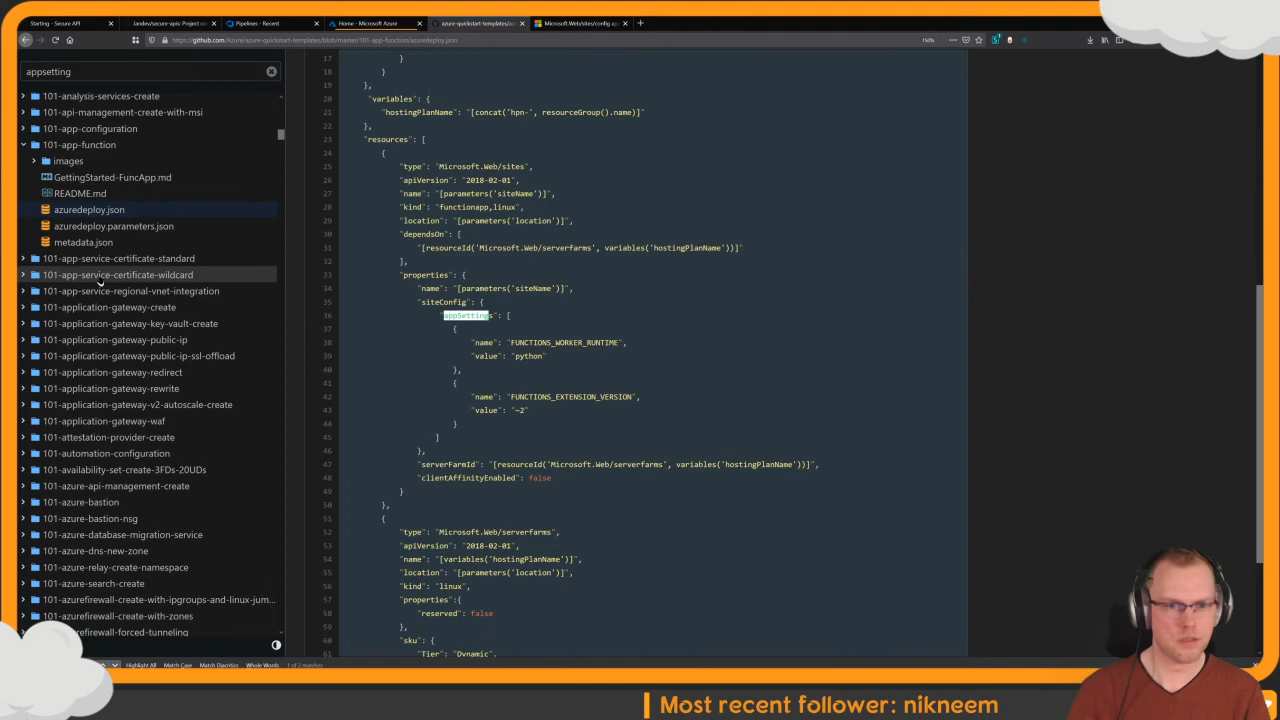 Starting - Secure API
landev/secure-apis: Project co
Pipelines - Recent
Home - Microsoft Azure
azure-quickstart-templates/az
Microsoft.Web/sites/config ap
https://github.com/Azure/azure-quickstart-templates/blob/master/101-app-function/azuredeploy.json
150%
appsetting
101-analysis-services-create
101-api-management-create-with-msi
101-app-configuration
101-app-function
images
GettingStarted-FuncApp.md
README.md
azuredeploy.json
azuredeploy.parameters.json
metadata.json
101-app-service-certificate-standard
101-app-service-certificate-wildcard
101-app-service-regional-vnet-integration
101-application-gateway-create
101-application-gateway-key-vault-create
101-application-gateway-public-ip
101-application-gateway-public-ip-ssl-offload
101-application-gateway-redirect
101-application-gateway-rewrite
101-application-gateway-v2-autoscale-create
101-application-gateway-waf
101-attestation-provider-create
101-automation-configuration
101-availability-set-create-3FDs-20UDs
101-azure-api-management-create
101-azure-bastion
101-azure-bastion-nsg
101-azure-database-migration-service
101-azure-dns-new-zone
101-azure-relay-create-namespace
101-azure-search-create
101-azurefirewall-create-with-ipgroups-and-linux-jum...
101-azurefirewall-create-with-zones
101-azurefirewall-forced-tunneling
17 }
18 }
19 },
20 "variables": {
21 "hostingPlanName": "[concat('hpn-', resourceGroup().name)]"
22 },
23 "resources": [
24 {
25 "type": "Microsoft.Web/sites",
26 "apiVersion": "2018-02-01",
27 "name": "[parameters('siteName')]",
28 "kind": "functionapp,linux",
29 "location": "[parameters('location')]",
30 "dependsOn": [
31 "[resourceId('Microsoft.Web/serverfarms', variables('hostingPlanName'))]"
32 ],
33 "properties": {
34 "name": "[parameters('siteName')]",
35 "siteConfig": {
36 "appSettings": [
37 {
38 "name": "FUNCTIONS_WORKER_RUNTIME",
39 "value": "python"
40 },
41 {
42 "name": "FUNCTIONS_EXTENSION_VERSION",
43 "value": "~2"
44 }
45 ]
46 },
47 "serverFarmId": "[resourceId('Microsoft.Web/serverfarms', variables('hostingPlanName'))]",
48 "clientAffinityEnabled": false
49 }
50 },
51 {
52 "type": "Microsoft.Web/serverfarms",
53 "apiVersion": "2018-02-01",
54 "name": "[variables('hostingPlanName')]",
55 "location": "[parameters('location')]",
56 "kind": "linux",
57 "properties":{
58 "reserved": false
59 },
60 "sku": {
61 "Tier": "Dynamic",
Highlight All Match Case Match Diacritics Whole Words 1 of 2 matches
Most recent follower: nikneem